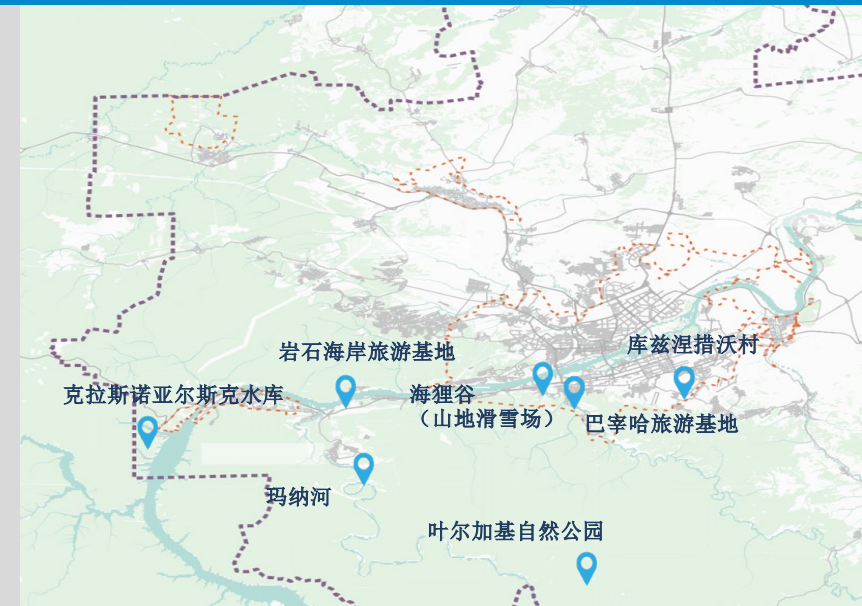 库兹涅措沃村
岩石海岸旅游基地
克拉斯诺亚尔斯克水库
海狸谷
（山地滑雪场）
巴宰哈旅游基地
玛纳河
叶尔加基自然公园